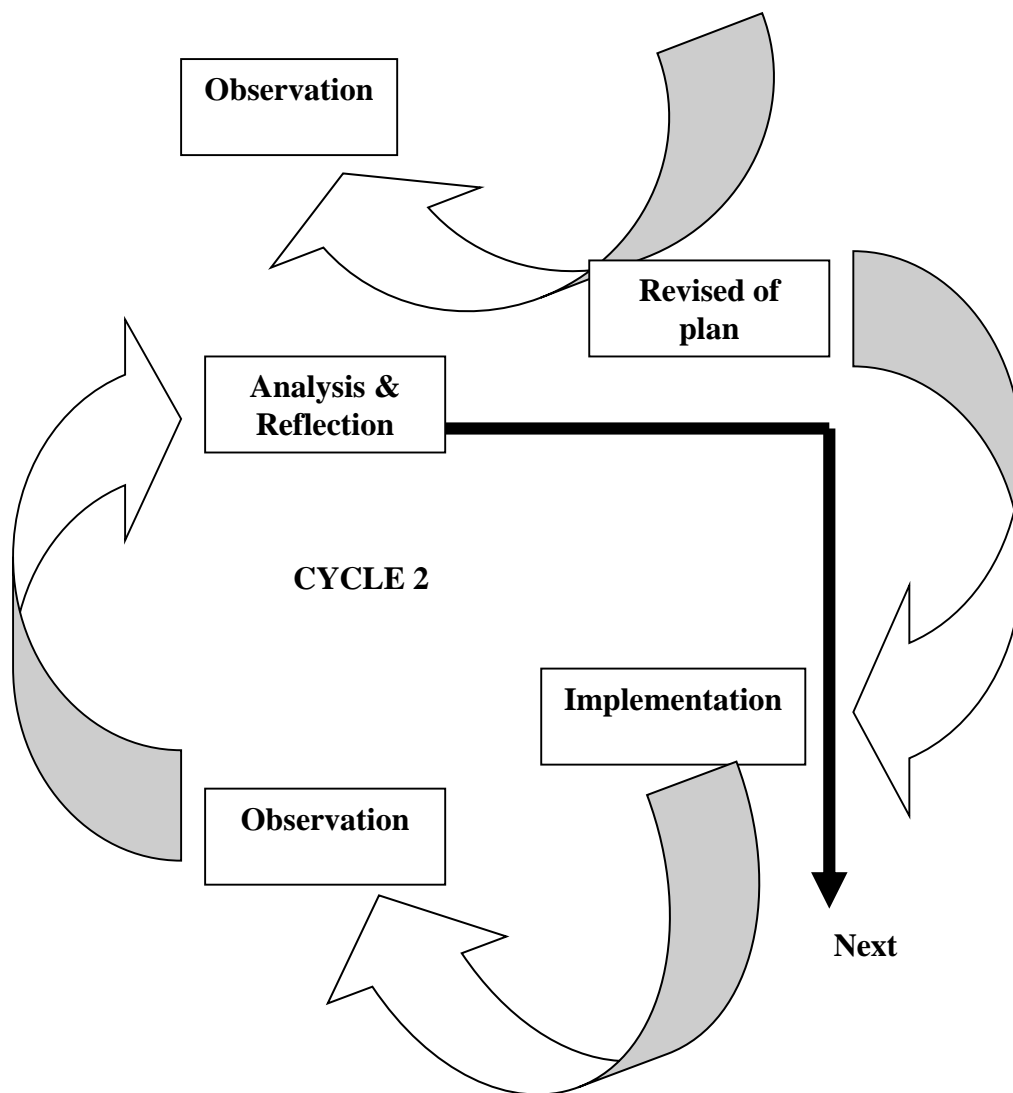 Observation
Revised of
plan
Analysis &
Reflection
CYCLE 2
Implementation
Observation
Next